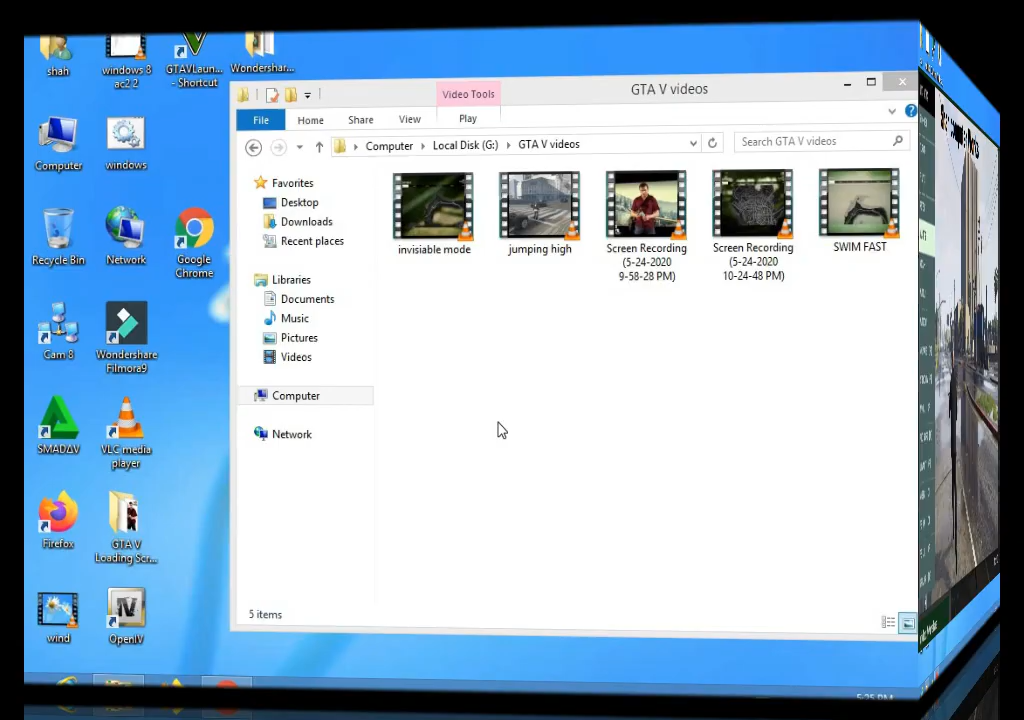 shah
windows 8
ac2 2
GTAVLaun...
- Shortcut
Wondershar...
Computer
windows
Recycle Bin
Network
Google
Chrome
Cam 8
Wondershare
Filmora9
SMADAV
VLC media
player
Firefox
GTA V
Loading Scr...
wind
OpenIV
Video Tools
GTA V videos
File
Home
Share
View
Play
Computer
Local Disk (G:)
GTA V videos
Search GTA V videos
Favorites
Desktop
Downloads
Recent places
Libraries
Documents
Music
Pictures
Videos
Computer
Network
invisiable mode
jumping high
Screen Recording
(5-24-2020
9-58-28 PM)
Screen Recording
(5-24-2020
10-24-48 PM)
SWIM FAST
5 items
5:25 PM